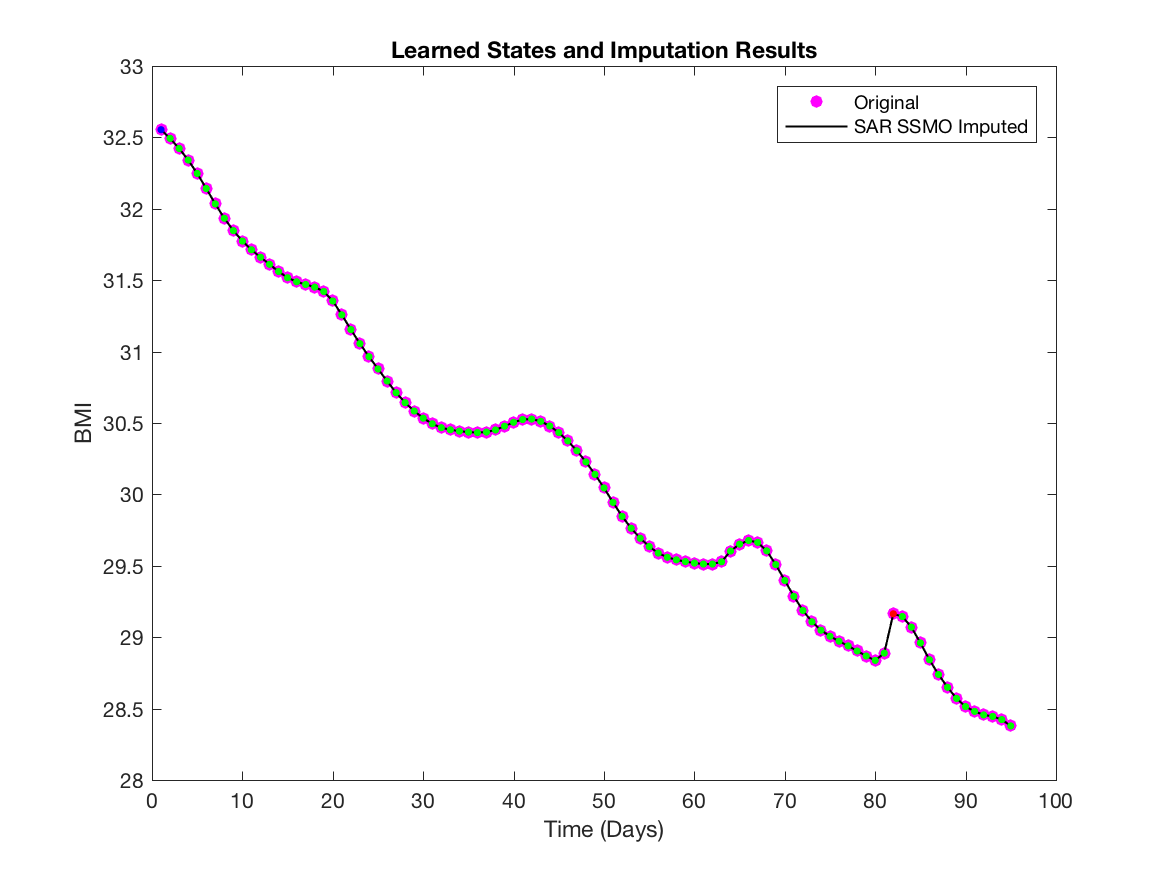 Learned States and Imputation Results
Original
SAR SSMO Imputed
33
32.5
32
31.5
31
30.5
30
29.5
29
28.5
28
BMI
0 10 20 30 40 50 60 70 80 90 100
Time (Days)